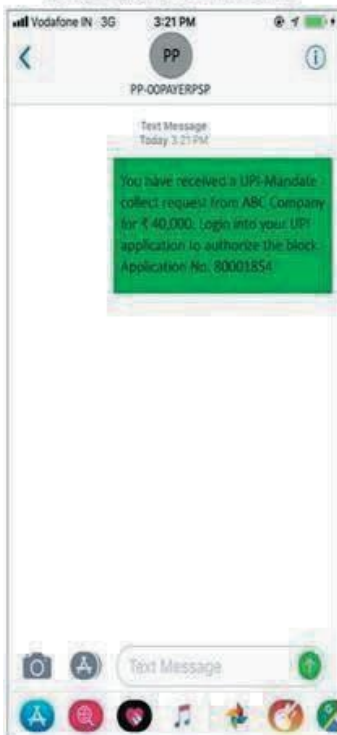 Vodafone IN 3G 3:21 PM
PP
PP-OOPAYERPSP
Text Message
Today 3:21 PM
You have received a UPI-Mandate
collect request from ABC Company
for ₹ 40,000. Login into your UPI
application to authorize the block.
Application No. 80001854
Text Message